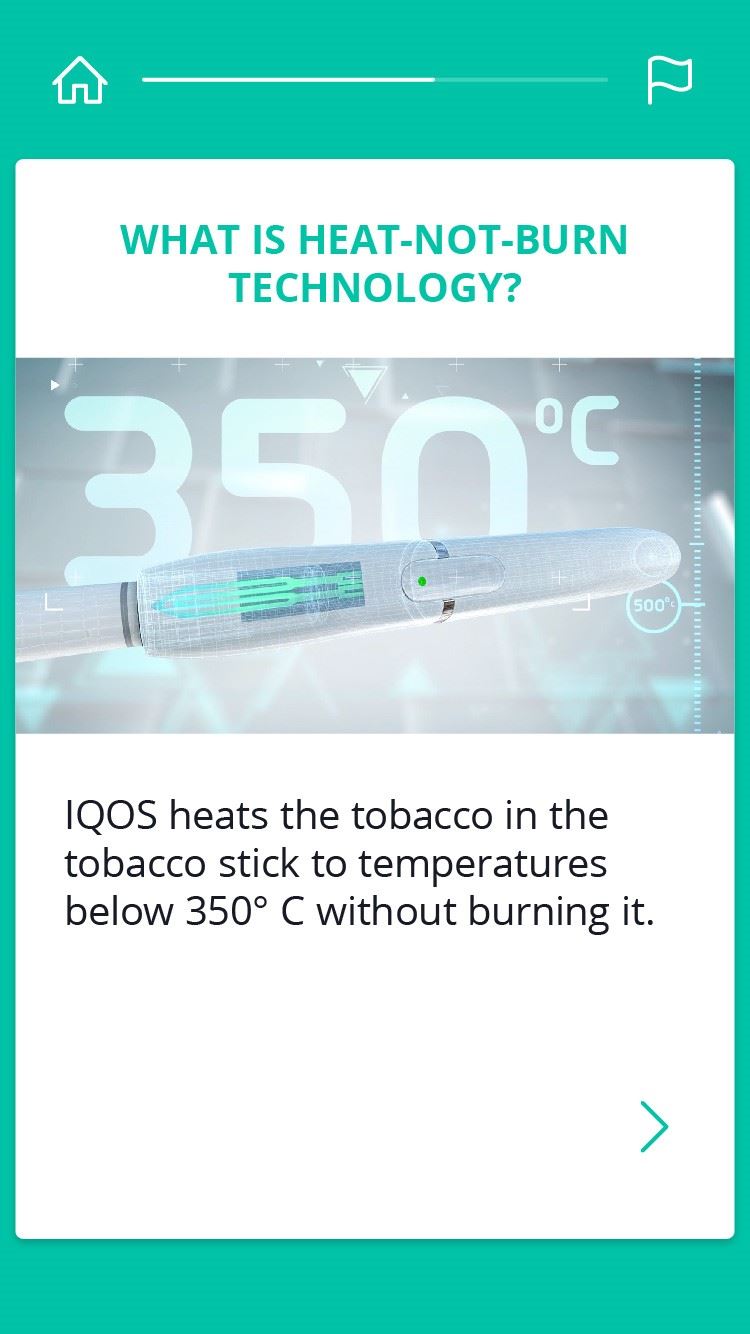 WHAT IS HEAT-NOT-BURN
TECHNOLOGY?
350°C
500°C
IQOS heats the tobacco in the
tobacco stick to temperatures
below 350° C without burning it.